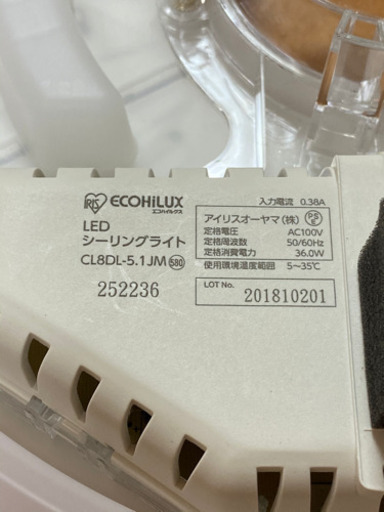 IRIS ECOHiLUX
エコハイルクス
LED
シーリングライト
CL8DL-5.1JM 580
252236
入力電流 0.38A
アイリスオーヤマ(株) PSE
定格電圧 AC100V
定格周波数 50/60Hz
定格消費電力 36.0W
使用環境温度範囲 5~35℃
LOT No. 201810201